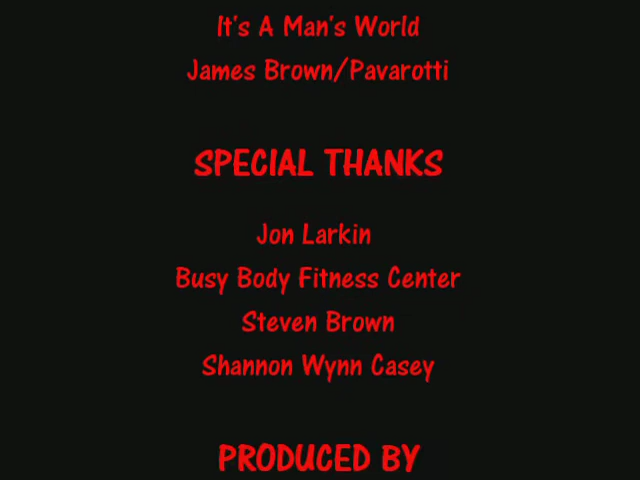 It's A Man's World
James Brown/Pavarotti
SPECIAL THANKS
Jon Larkin
Busy Body Fitness Center
Steven Brown
Shannon Wynn Casey
PRODUCED BY